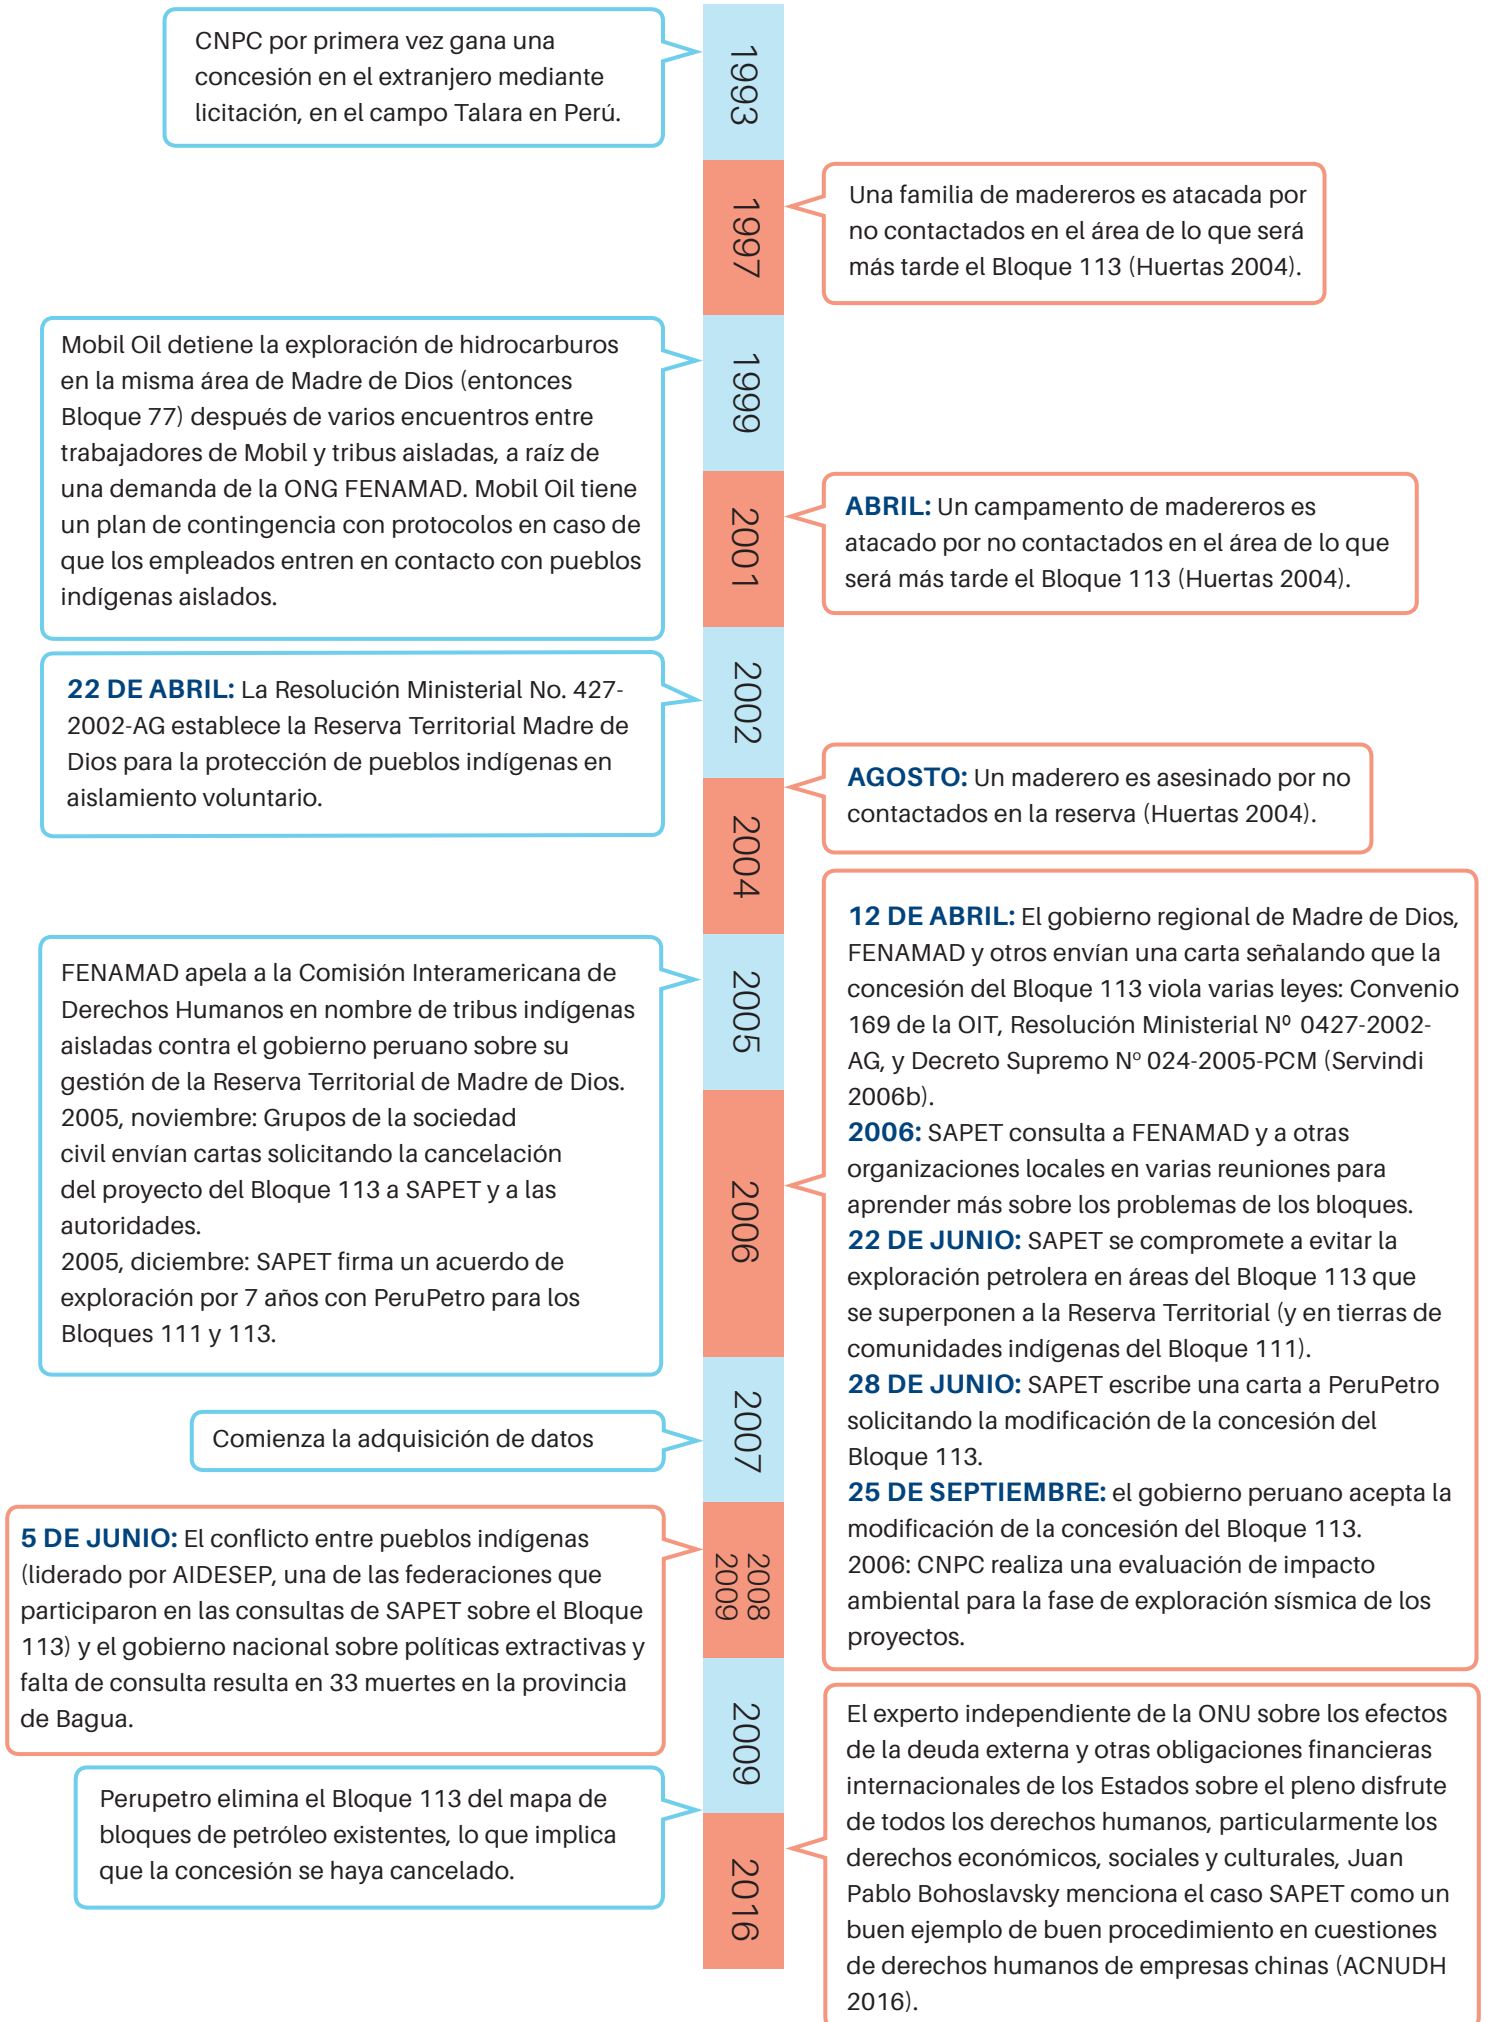 1993
CNPC por primera vez gana una
concesión en el extranjero mediante
licitación, en el campo Talara en Perú.
1997
Una familia de madereros es atacada por
no contactados en el área de lo que será
más tarde el Bloque 113 (Huertas 2004).
1999
Mobil Oil detiene la exploración de hidrocarburos
en la misma área de Madre de Dios (entonces
Bloque 77) después de varios encuentros entre
trabajadores de Mobil y tribus aisladas, a raíz de
una demanda de la ONG FENAMAD. Mobil Oil tiene
un plan de contingencia con protocolos en caso de
que los empleados entren en contacto con pueblos
indígenas aislados.
2001
ABRIL: Un campamento de madereros es
atacado por no contactados en el área de lo que
será más tarde el Bloque 113 (Huertas 2004).
2002
22 DE ABRIL: La Resolución Ministerial No. 427-
2002-AG establece la Reserva Territorial Madre de
Dios para la protección de pueblos indígenas en
aislamiento voluntario.
2004
AGOSTO: Un maderero es asesinado por no
contactados en la reserva (Huertas 2004).
2005
FENAMAD apela a la Comisión Interamericana de
Derechos Humanos en nombre de tribus indígenas
aisladas contra el gobierno peruano sobre su
gestión de la Reserva Territorial de Madre de Dios.
2005, noviembre: Grupos de la sociedad
civil envían cartas solicitando la cancelación
del proyecto del Bloque 113 a SAPET y a las
autoridades.
2005, diciembre: SAPET firma un acuerdo de
exploración por 7 años con PeruPetro para los
Bloques 111 y 113.
2006
12 DE ABRIL: El gobierno regional de Madre de Dios,
FENAMAD y otros envían una carta señalando que la
concesión del Bloque 113 viola varias leyes: Convenio
169 de la OIT, Resolución Ministerial Nº 0427-2002-
AG, y Decreto Supremo Nº 024-2005-PCM (Servindi
2006b).
2006: SAPET consulta a FENAMAD y a otras
organizaciones locales en varias reuniones para
aprender más sobre los problemas de los bloques.
22 DE JUNIO: SAPET se compromete a evitar la
exploración petrolera en áreas del Bloque 113 que
se superponen a la Reserva Territorial (y en tierras de
comunidades indígenas del Bloque 111).
28 DE JUNIO: SAPET escribe una carta a PeruPetro
solicitando la modificación de la concesión del
Bloque 113.
25 DE SEPTIEMBRE: el gobierno peruano acepta la
modificación de la concesión del Bloque 113.
2006: CNPC realiza una evaluación de impacto
ambiental para la fase de exploración sísmica de los
proyectos.
2007
Comienza la adquisición de datos
2008
2009
5 DE JUNIO: El conflicto entre pueblos indígenas
(liderado por AIDESEP, una de las federaciones que
participaron en las consultas de SAPET sobre el Bloque
113) y el gobierno nacional sobre políticas extractivas y
falta de consulta resulta en 33 muertes en la provincia
de Bagua.
2009
Perupetro elimina el Bloque 113 del mapa de
bloques de petróleo existentes, lo que implica
que la concesión se haya cancelado.
2016
El experto independiente de la ONU sobre los efectos
de la deuda externa y otras obligaciones financieras
internacionales de los Estados sobre el pleno disfrute
de todos los derechos humanos, particularmente los
derechos económicos, sociales y culturales, Juan
Pablo Bohoslavsky menciona el caso SAPET como un
buen ejemplo de buen procedimiento en cuestiones
de derechos humanos de empresas chinas (ACNUDH
2016).